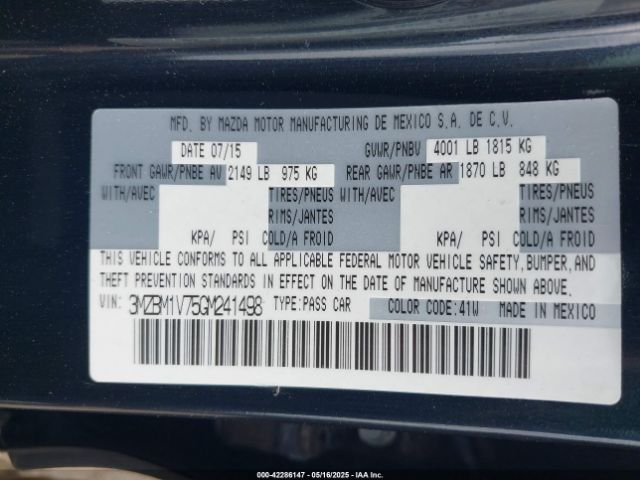 MFD. BY MAZDA MOTOR MANUFACTURING DE MEXICO S.A. DE C.V.
DATE 07/15 GVWR/PNBV 4001 LB 1815 KG
FRONT GAWR/PNBE AV 2149 LB 975 KG REAR GAWR/PNBE AR 1870 LB 848 KG
WITH/AVEC TIRES/PNEUS WITH/AVEC TIRES/PNEUS
RIMS/JANTES RIMS/JANTES
KPA/ PSI COLD/A FROID KPA/ PSI COLD/A FROID
THIS VEHICLE CONFORMS TO ALL APPLICABLE FEDERAL MOTOR VEHICLE SAFETY, BUMPER, AND
THEFT PREVENTION STANDARDS IN EFFECT ON THE DATE OF MANUFACTURE SHOWN ABOVE.
VIN: 3MZBM1V75GM241498 TYPE:PASS CAR COLOR CODE:41W MADE IN MEXICO
000-42286147 - 05/16/2025 - IAA Inc.